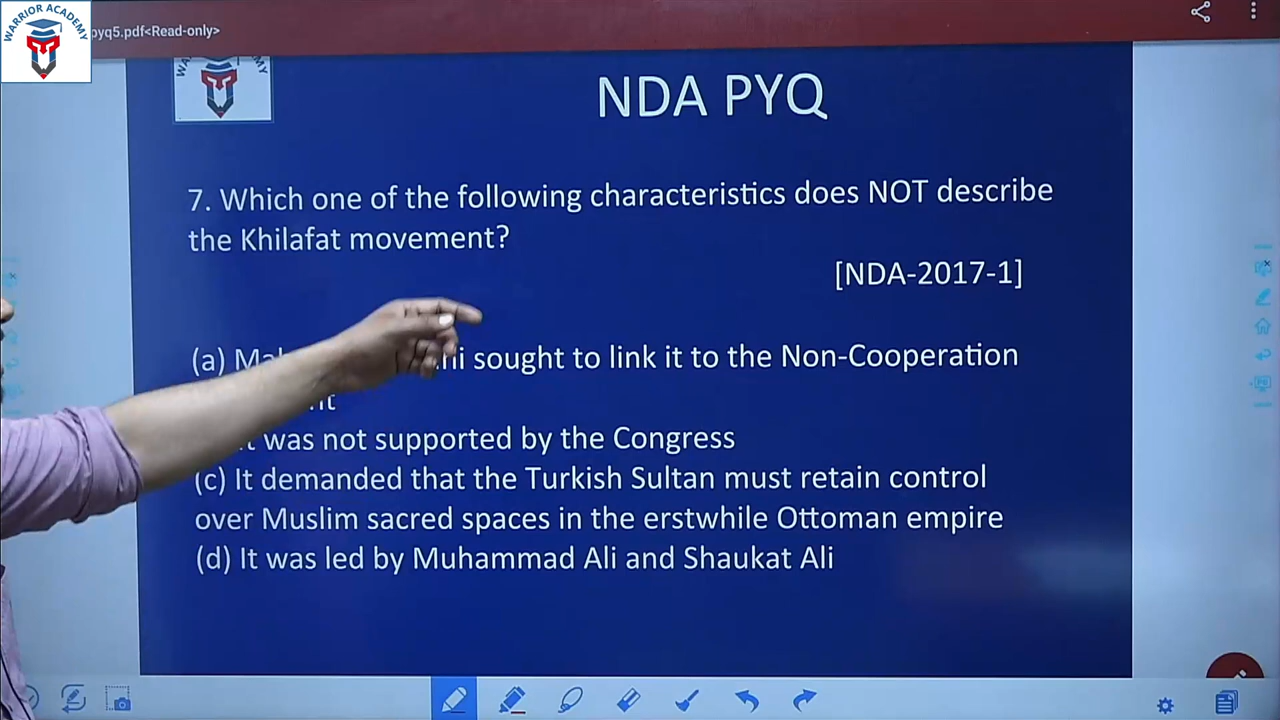 WARRIOR ACADEMY
pyq5.pdf<Read-only>
NDA PYQ
7. Which one of the following characteristics does NOT describe
the Khilafat movement?
[NDA-2017-1]
(a) sought to link it to the Non-Cooperation
was not supported by the Congress
(c) It demanded that the Turkish Sultan must retain control
over Muslim sacred spaces in the erstwhile Ottoman empire
(d) It was led by Muhammad Ali and Shaukat Ali